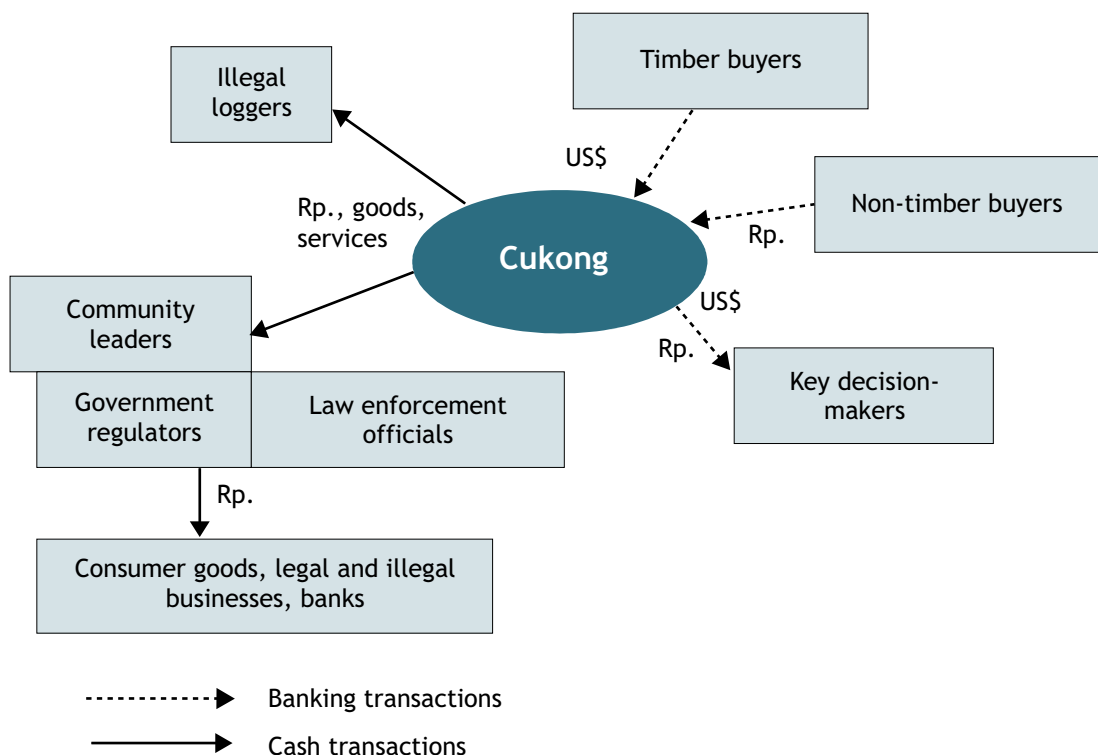 Timber buyers
Illegal
loggers
US$
Non-timber buyers
Rp., goods,
services
Rp.
Cukong
US$
Community
leaders
Rp.
Key decision-
makers
Government
regulators
Law enforcement
officials
Rp.
Consumer goods, legal and illegal
businesses, banks
Banking transactions
Cash transactions